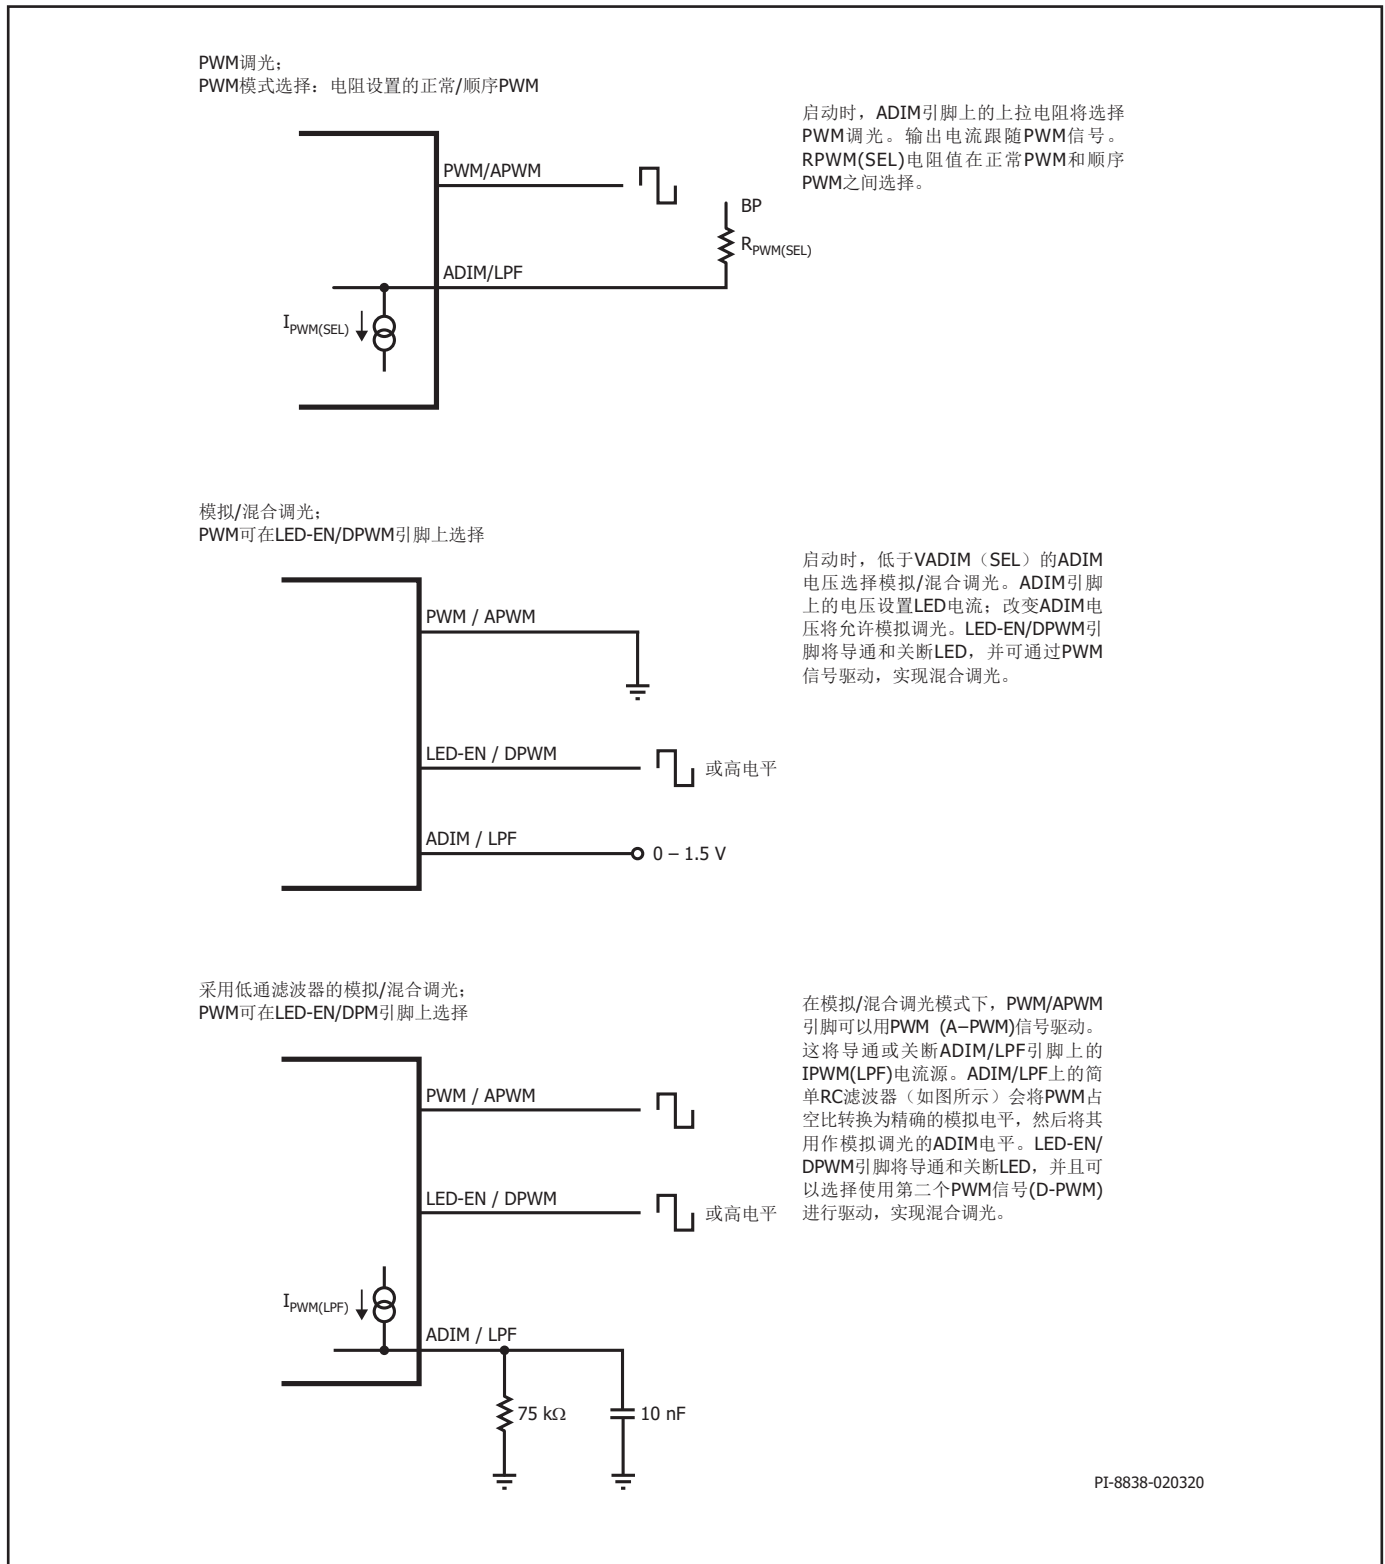 PWM调光；
PWM模式选择：电阻设置的正常/顺序PWM
启动时，ADIM引脚上的上拉电阻将选择
PWM调光。输出电流跟随PWM信号。
RPWM(SEL)电阻值在正常PWM和顺序
PWM之间选择。
PWM/APWM
BP
RPWM(SEL)
ADIM/LPF
IPWM(SEL)
模拟/混合调光；
PWM可在LED-EN/DPWM引脚上选择
启动时，低于VADIM（SEL）的ADIM
电压选择模拟/混合调光。ADIM引脚
上的电压设置LED电流；改变ADIM电
压将允许模拟调光。LED-EN/DPWM引
脚将导通和关断LED，并可通过PWM
信号驱动，实现混合调光。
PWM / APWM
LED-EN / DPWM
或高电平
ADIM / LPF
0 – 1.5 V
采用低通滤波器的模拟/混合调光；
PWM可在LED-EN/DPM引脚上选择
在模拟/混合调光模式下，PWM/APWM
引脚可以用PWM (A–PWM)信号驱动。
这将导通或关断ADIM/LPF引脚上的
IPWM(LPF)电流源。ADIM/LPF上的简
单RC滤波器（如图所示）会将PWM占
空比转换为精确的模拟电平，然后将其
用作模拟调光的ADIM电平。LED-EN/
DPWM引脚将导通和关断LED，并且可
以选择使用第二个PWM信号(D-PWM)
进行驱动，实现混合调光。
PWM / APWM
LED-EN / DPWM
或高电平
IPWM(LPF)
ADIM / LPF
75 kΩ
10 nF
PI-8838-020320